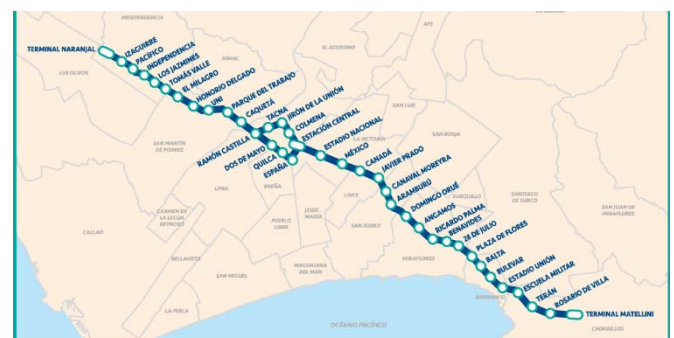 INDEPENDENCIA
ATE
TERMINAL NARANJAL
IZAGUIRRE
PACÍFICO
INDEPENDENCIA
LOS JAZMINES
TOMÁS VALLE
EL MILAGRO
HONORIO DELGADO
UNI
PARQUE DEL TRABAJO
CAQUETÁ
RAMÓN CASTILLA
TACNA
JIRÓN DE LA UNIÓN
COLMENA
ESTACIÓN CENTRAL
DOS DE MAYO
QUILCA
ESPAÑA
ESTADIO NACIONAL
MÉXICO
CANADÁ
JAVIER PRADO
CANAVAL MOREYRA
ARAMBURÚ
DOMINGO ORUÉ
ANGAMOS
RICARDO PALMA
BENAVIDES
28 DE JULIO
PLAZA DE FLORES
BALTA
BULEVAR
ESTADIO UNIÓN
ESCUELA MILITAR
TERÁN
ROSARIO DE VILLA
TERMINAL MATELLINI
LOS OLIVOS
RÍMAC
EL AGUSTINO
SAN LUIS
SAN MARTÍN
DE PORRES
LA VICTORIA
SAN BORJA
LIMA
BREÑA
JESÚS
MARÍA
LINCE
SURQUILLO
SANTIAGO
DE SURCO
SAN JUAN DE
MIRAFLORES
CARMEN DE
LA LEGUA
REYNOSO
CALLAO
PUEBLO
LIBRE
SAN ISIDRO
BELLAVISTA
SAN MIGUEL
MAGDALENA
DEL MAR
MIRAFLORES
LA PERLA
BARRANCO
OCÉANO PACÍFICO
CHORRILLOS